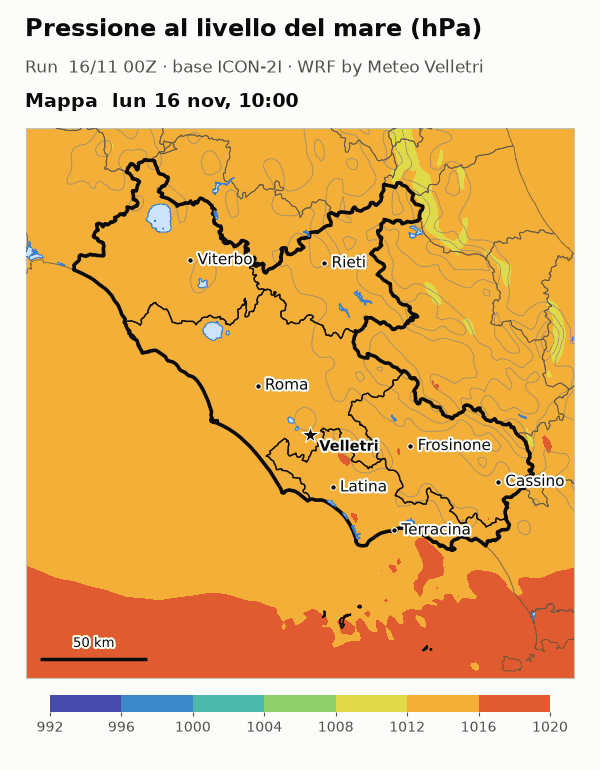 Pressione al livello del mare (hPa)
Run  16/11 00Z · base ICON-2I · WRF by Meteo Velletri
Mappa  lun 16 nov, 10:00
Viterbo
Rieti
Roma
Velletri
Frosinone
Cassino
Latina
Terracina
50 km
992 996 1000 1004 1008 1012 1016 1020